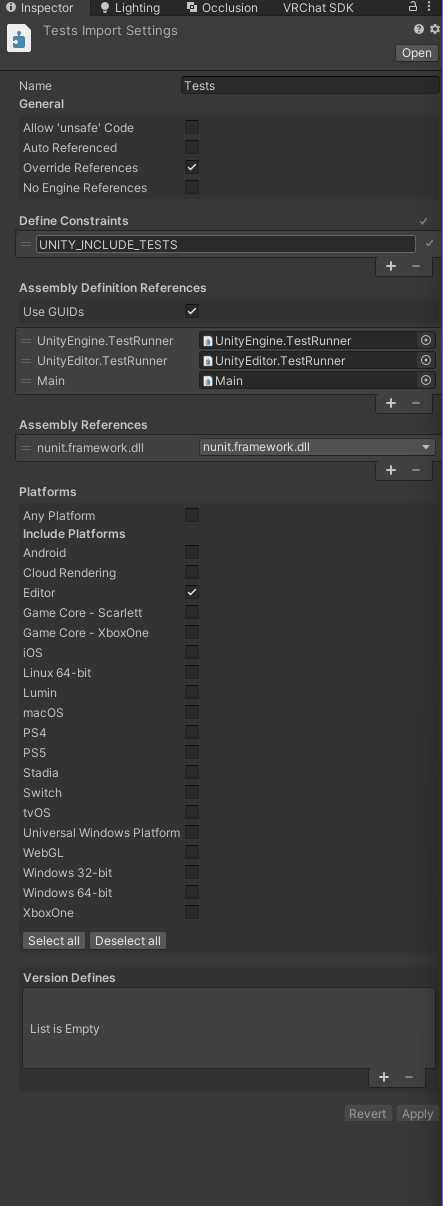 Inspector Lighting Occlusion VRChat SDK
Tests Import Settings
Open
Name Tests
General
Allow 'unsafe' Code
Auto Referenced
Override References
No Engine References
Define Constraints
UNITY_INCLUDE_TESTS
Assembly Definition References
Use GUIDs
UnityEngine.TestRunner UnityEngine.TestRunner
UnityEditor.TestRunner UnityEditor.TestRunner
Main Main
Assembly References
nunit.framework.dll nunit.framework.dll
Platforms
Any Platform
Include Platforms
Android
Cloud Rendering
Editor
Game Core - Scarlett
Game Core - XboxOne
iOS
Linux 64-bit
Lumin
macOS
PS4
PS5
Stadia
Switch
tvOS
Universal Windows Platform
WebGL
Windows 32-bit
Windows 64-bit
XboxOne
Select all Deselect all
Version Defines
List is Empty
Revert Apply